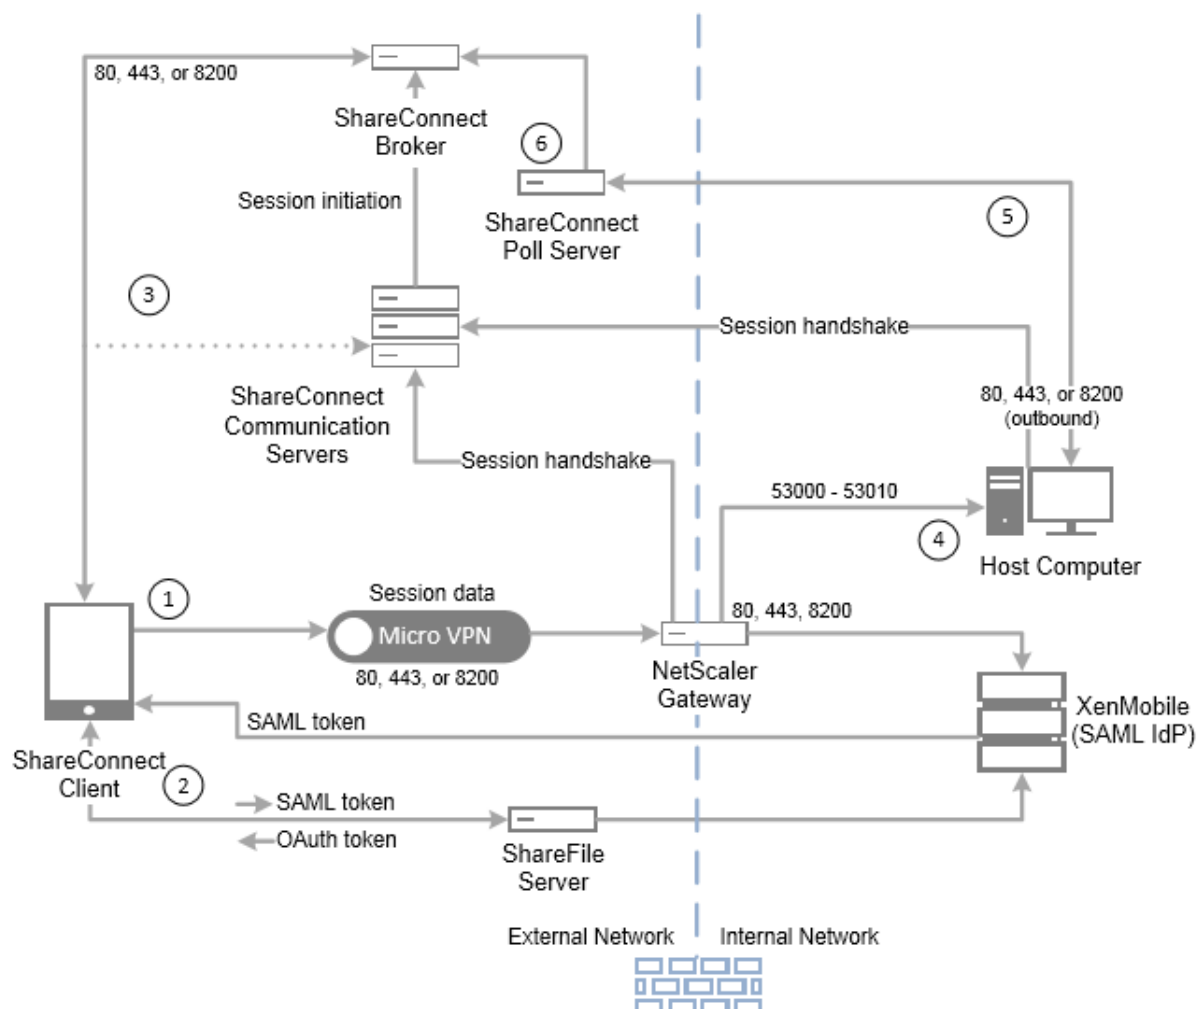 80, 443, or 8200
ShareConnect
Broker
6
Session initiation
ShareConnect
Poll Server
5
3
Session handshake
ShareConnect
Communication
Servers
80, 443, or 8200
(outbound)
Session handshake
53000 - 53010
4
Host Computer
1
Session data
Micro VPN
80, 443, or 8200
80, 443, 8200
NetScaler
Gateway
XenMobile
(SAML IdP)
SAML token
ShareConnect
Client
2
SAML token
OAuth token
ShareFile
Server
External Network
Internal Network